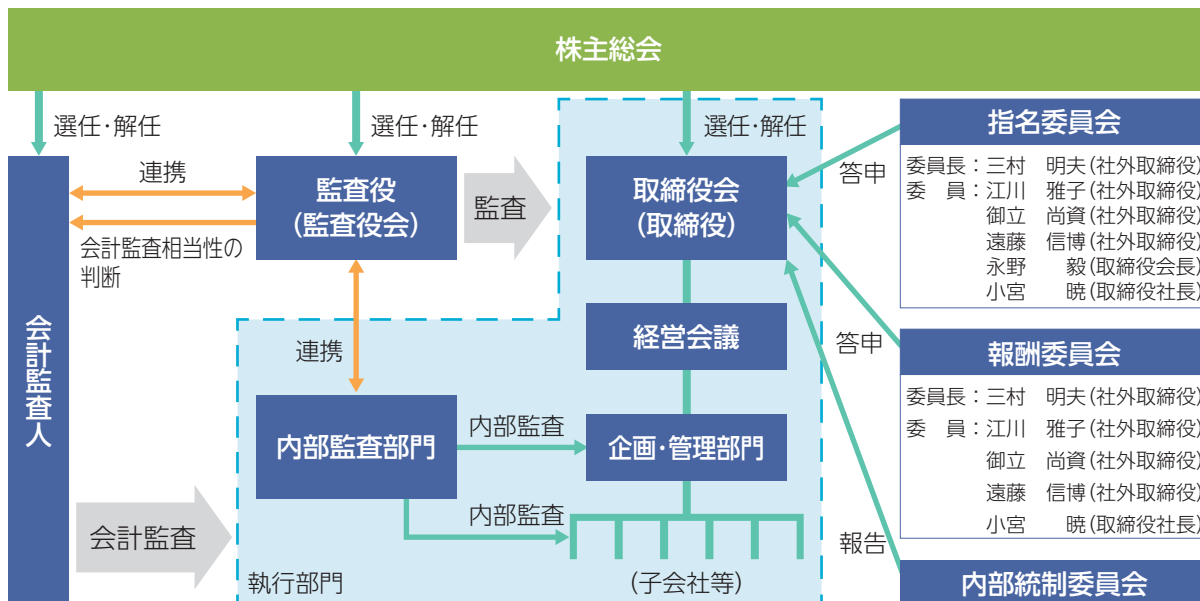 株主総会
選任・解任
選任・解任
選任・解任
会計監査人
連携
会計監査相当性の
判断
監査役
(監査役会)
監査
取締役会
(取締役)
答申
指名委員会
委員長：三村　明夫(社外取締役)
委　員：江川　雅子(社外取締役)
御立　尚資(社外取締役)
遠藤　信博(社外取締役)
永野　　毅(取締役会長)
小宮　　暁(取締役社長)
連携
経営会議
答申
報酬委員会
委員長：三村　明夫(社外取締役)
委　員：江川　雅子(社外取締役)
御立　尚資(社外取締役)
遠藤　信博(社外取締役)
小宮　　暁(取締役社長)
内部監査部門
内部監査
企画・管理部門
内部監査
会計監査
執行部門
(子会社等)
報告
内部統制委員会